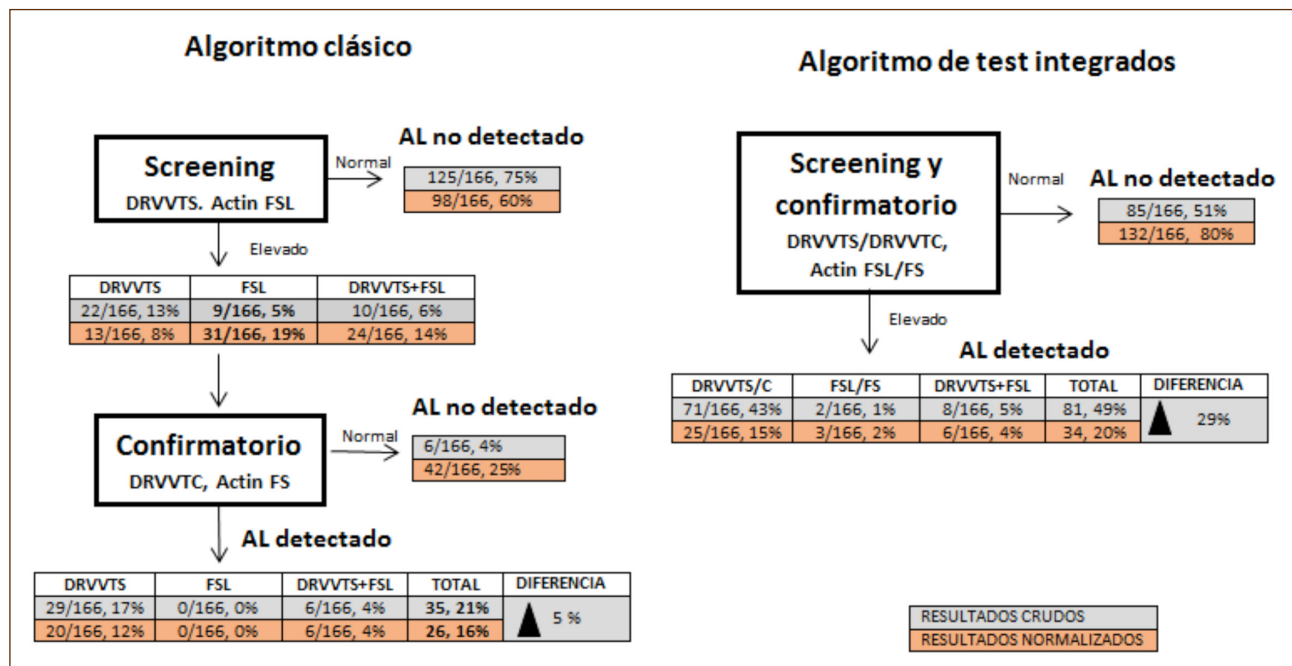 Algoritmo clásico
Screening
DRVVTS. Actin FSL
Normal
AL no detectado
125/166, 75%
98/166, 60%
Elevado
DRVVTS FSL DRVVTS+FSL
22/166, 13% 9/166, 5% 10/166, 6%
13/166, 8% 31/166, 19% 24/166, 14%
Confirmatorio
DRVVTC, Actin FS
Normal
AL no detectado
6/166, 4%
42/166, 25%
AL detectado
DRVVTS FSL DRVVTS+FSL TOTAL DIFERENCIA
29/166, 17% 0/166, 0% 6/166, 4% 35, 21%
20/166, 12% 0/166, 0% 6/166, 4% 26, 16%
5 %
Algoritmo de test integrados
Screening y
confirmatorio
DRVVTS/DRVVTC,
Actin FSL/FS
Normal
AL no detectado
85/166, 51%
132/166, 80%
Elevado
AL detectado
DRVVTS/C FSL/FS DRVVTS+FSL TOTAL DIFERENCIA
71/166, 43% 2/166, 1% 8/166, 5% 81, 49%
25/166, 15% 3/166, 2% 6/166, 4% 34, 20%
29%
RESULTADOS CRUDOS
RESULTADOS NORMALIZADOS